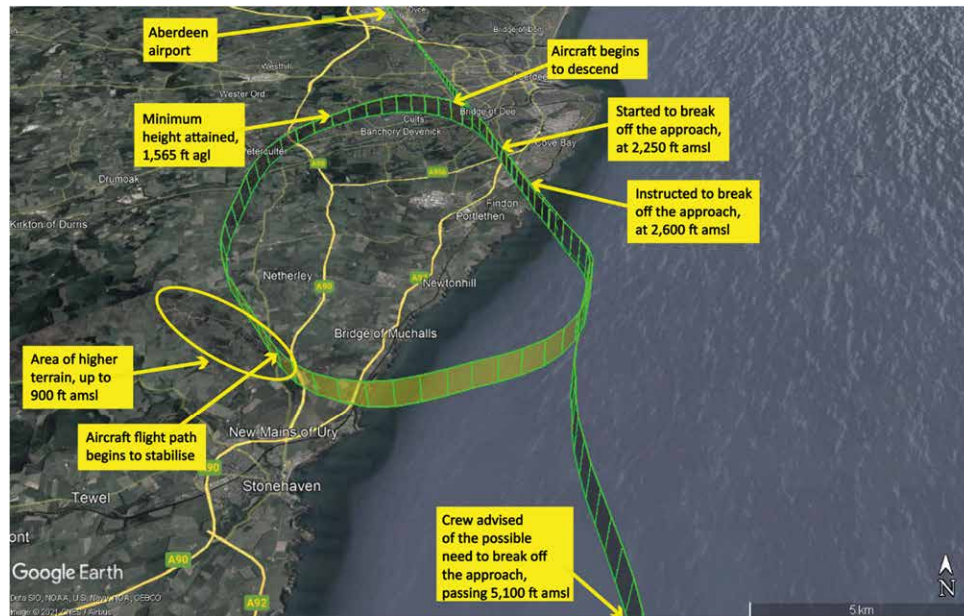 Aberdeen
airport
Aircraft begins
to descend
Westhill
Wester Ord
Minimum
height attained,
1,565 ft agl
Bridge of Dee
Cults
Banchory Devenick
Started to break
off the approach,
at 2,250 ft amsl
Cove Bay
Peterculter
A90
Drumoak
Instructed to break
off the approach,
at 2,600 ft amsl
Findon
Portlethen
Kirkton of Durris
Netherley
A90
Newtonhill
Bridge of Muchalls
Area of higher
terrain, up to
900 ft amsl
Aircraft flight path
begins to stabilise
New Mains of Ury
Stonehaven
Tewel
Crew advised
of the possible
need to break off
the approach,
passing 5,100 ft amsl
A90
A92
Google Earth
N
5 km